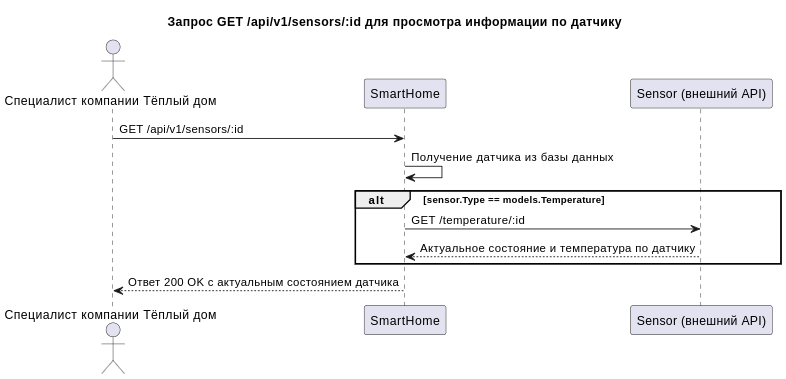 Запрос GET /api/v1/sensors/:id для просмотра информации по датчику
Специалист компании Тёплый дом
SmartHome
Sensor (внешний API)
GET /api/v1/sensors/:id
Получение датчика из базы данных
alt
[sensor.Type == models.Temperature]
GET /temperature/:id
Актуальное состояние и температура по датчику
Ответ 200 OK с актуальным состоянием датчика
Специалист компании Тёплый дом
SmartHome
Sensor (внешний API)